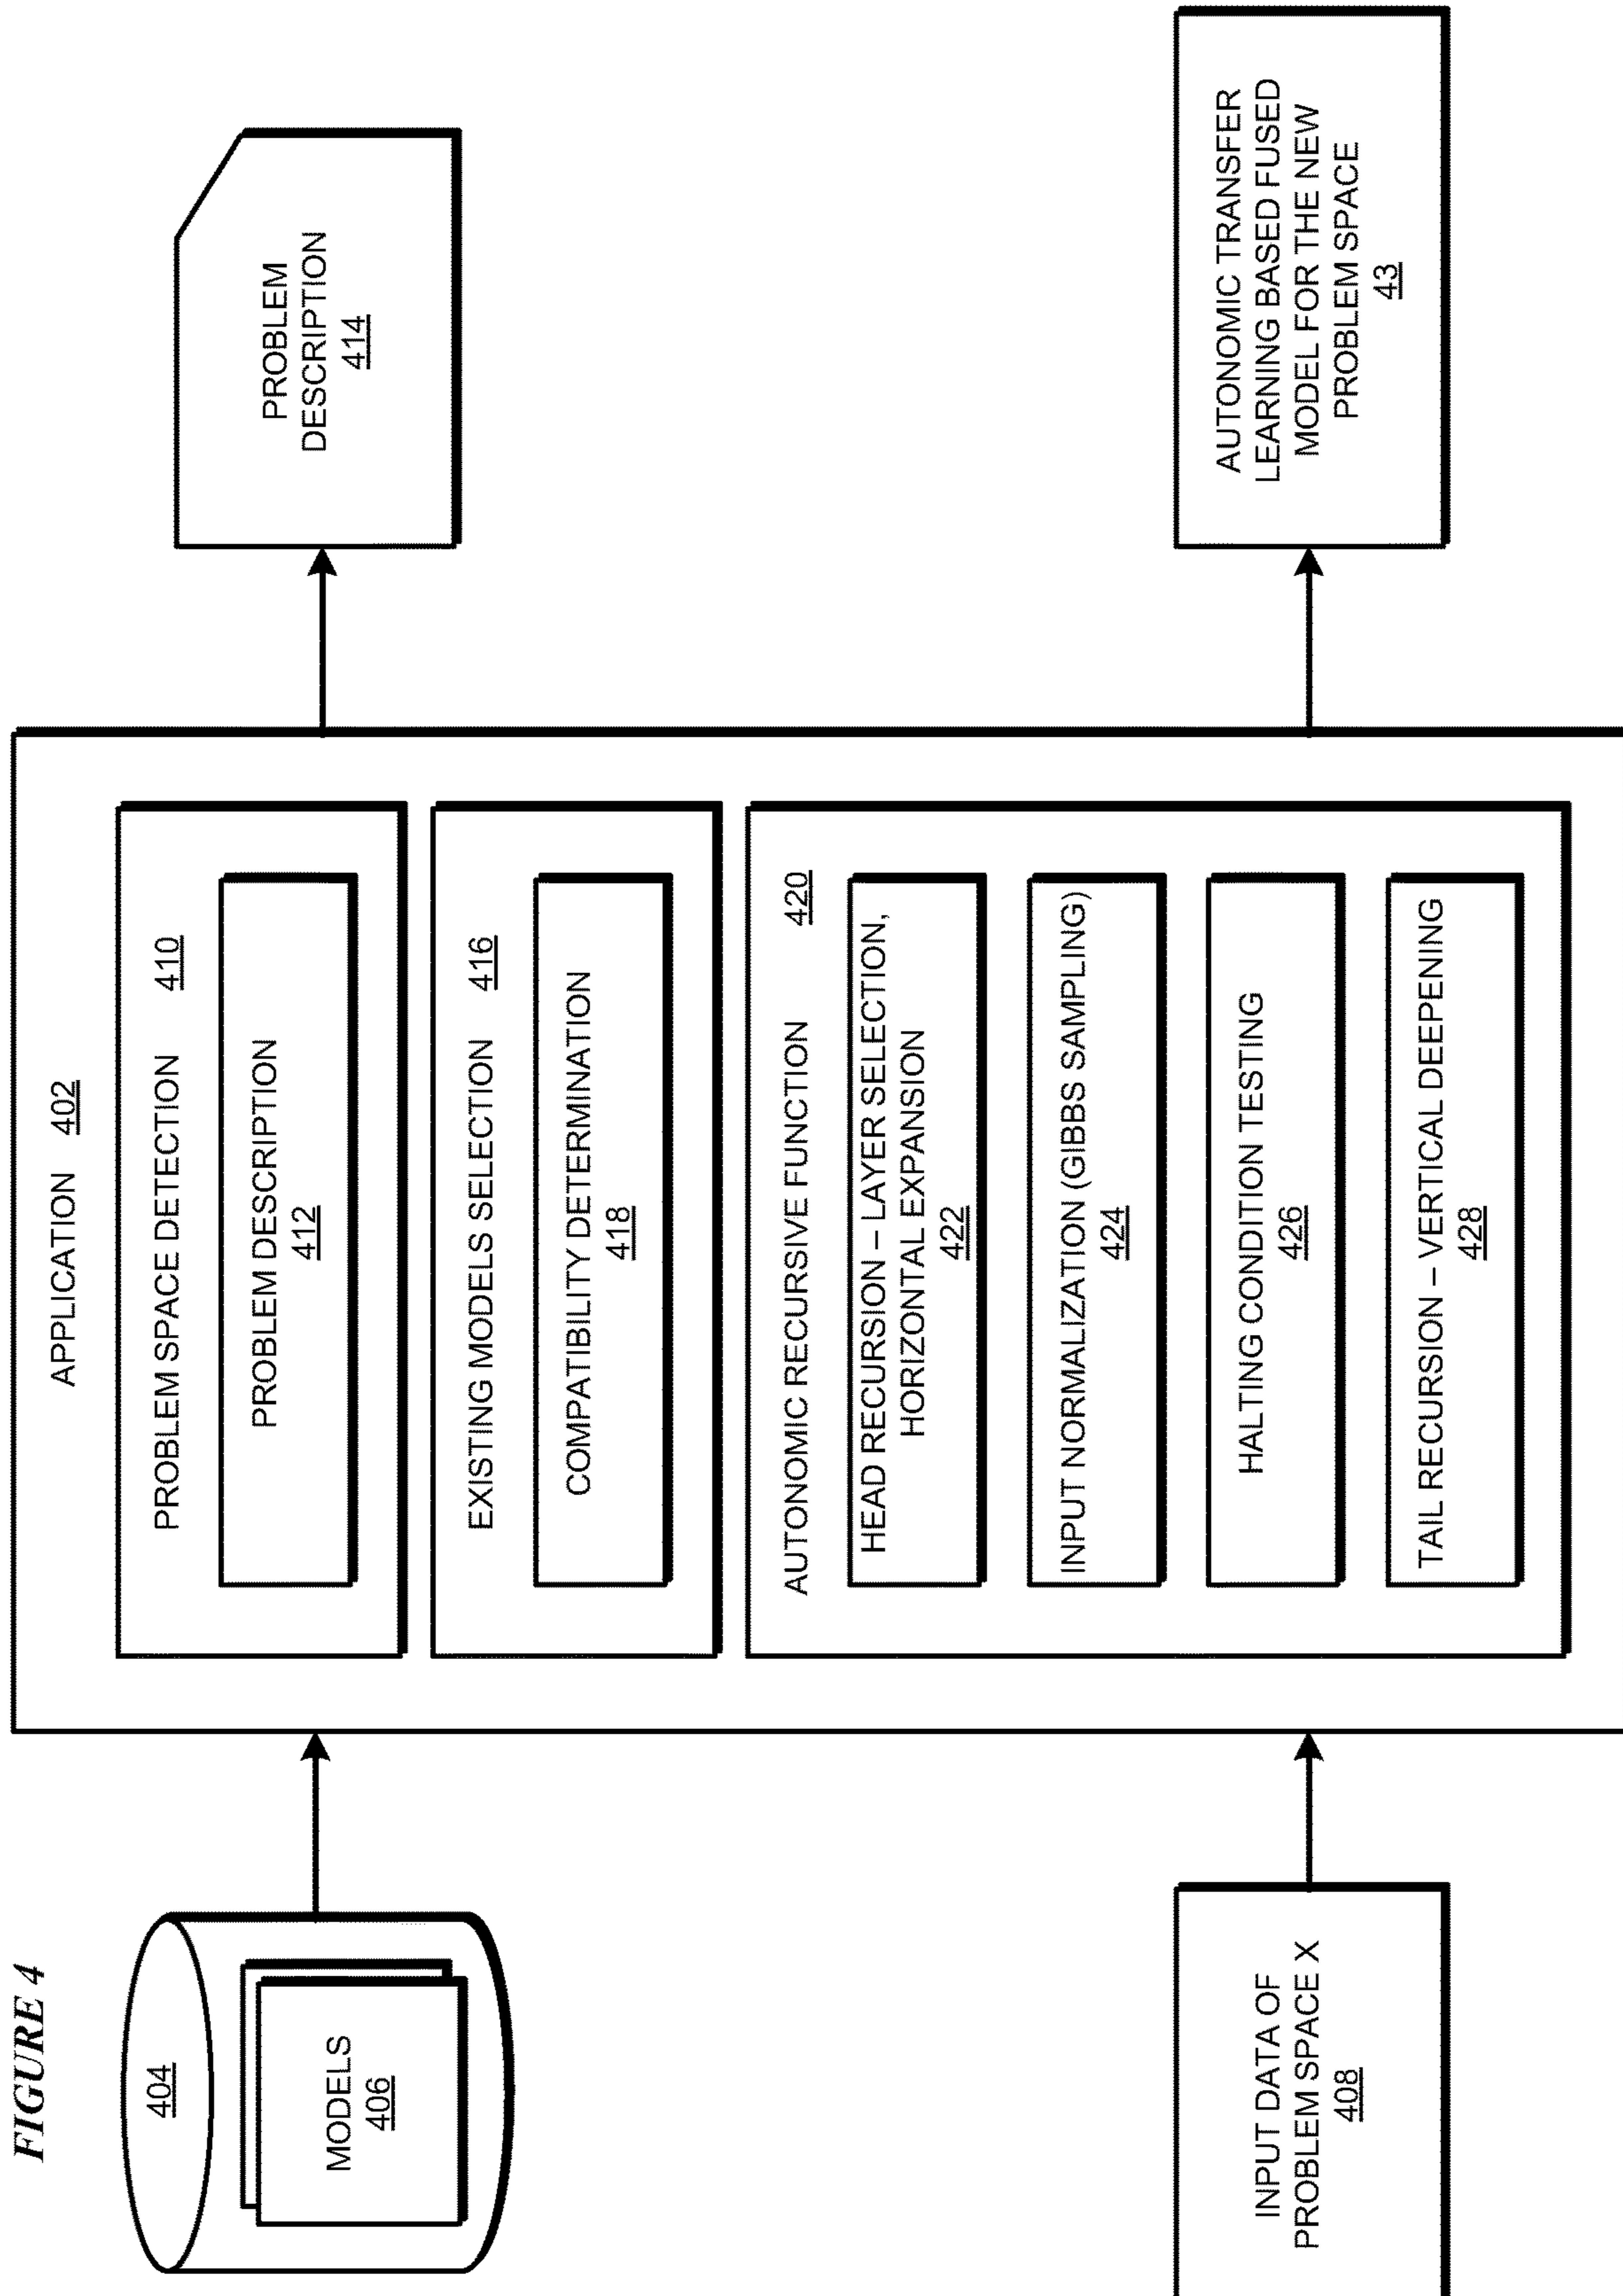 FIGURE 4
404
MODELS
406
INPUT DATA OF
PROBLEM SPACE X
408
APPLICATION 402
PROBLEM SPACE DETECTION 410
PROBLEM DESCRIPTION
412
EXISTING MODELS SELECTION 416
COMPATIBILITY DETERMINATION
418
AUTONOMIC RECURSIVE FUNCTION 420
HEAD RECURSION – LAYER SELECTION,
HORIZONTAL EXPANSION
422
INPUT NORMALIZATION (GIBBS SAMPLING)
424
HALTING CONDITION TESTING
426
TAIL RECURSION – VERTICAL DEEPENING
428
PROBLEM
DESCRIPTION
414
AUTONOMIC TRANSFER
LEARNING BASED FUSED
MODEL FOR THE NEW
PROBLEM SPACE
43